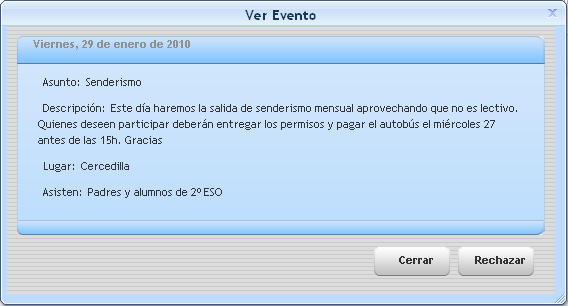 Ver Evento
Viernes, 29 de enero de 2010
Asunto: Senderismo
Descripción: Este día haremos la salida de senderismo mensual aprovechando que no es lectivo.
Quienes deseen participar deberán entregar los permisos y pagar el autobús el miércoles 27
antes de las 15h. Gracias
Lugar: Cercedilla
Asisten: Padres y alumnos de 2º ESO
Cerrar Rechazar